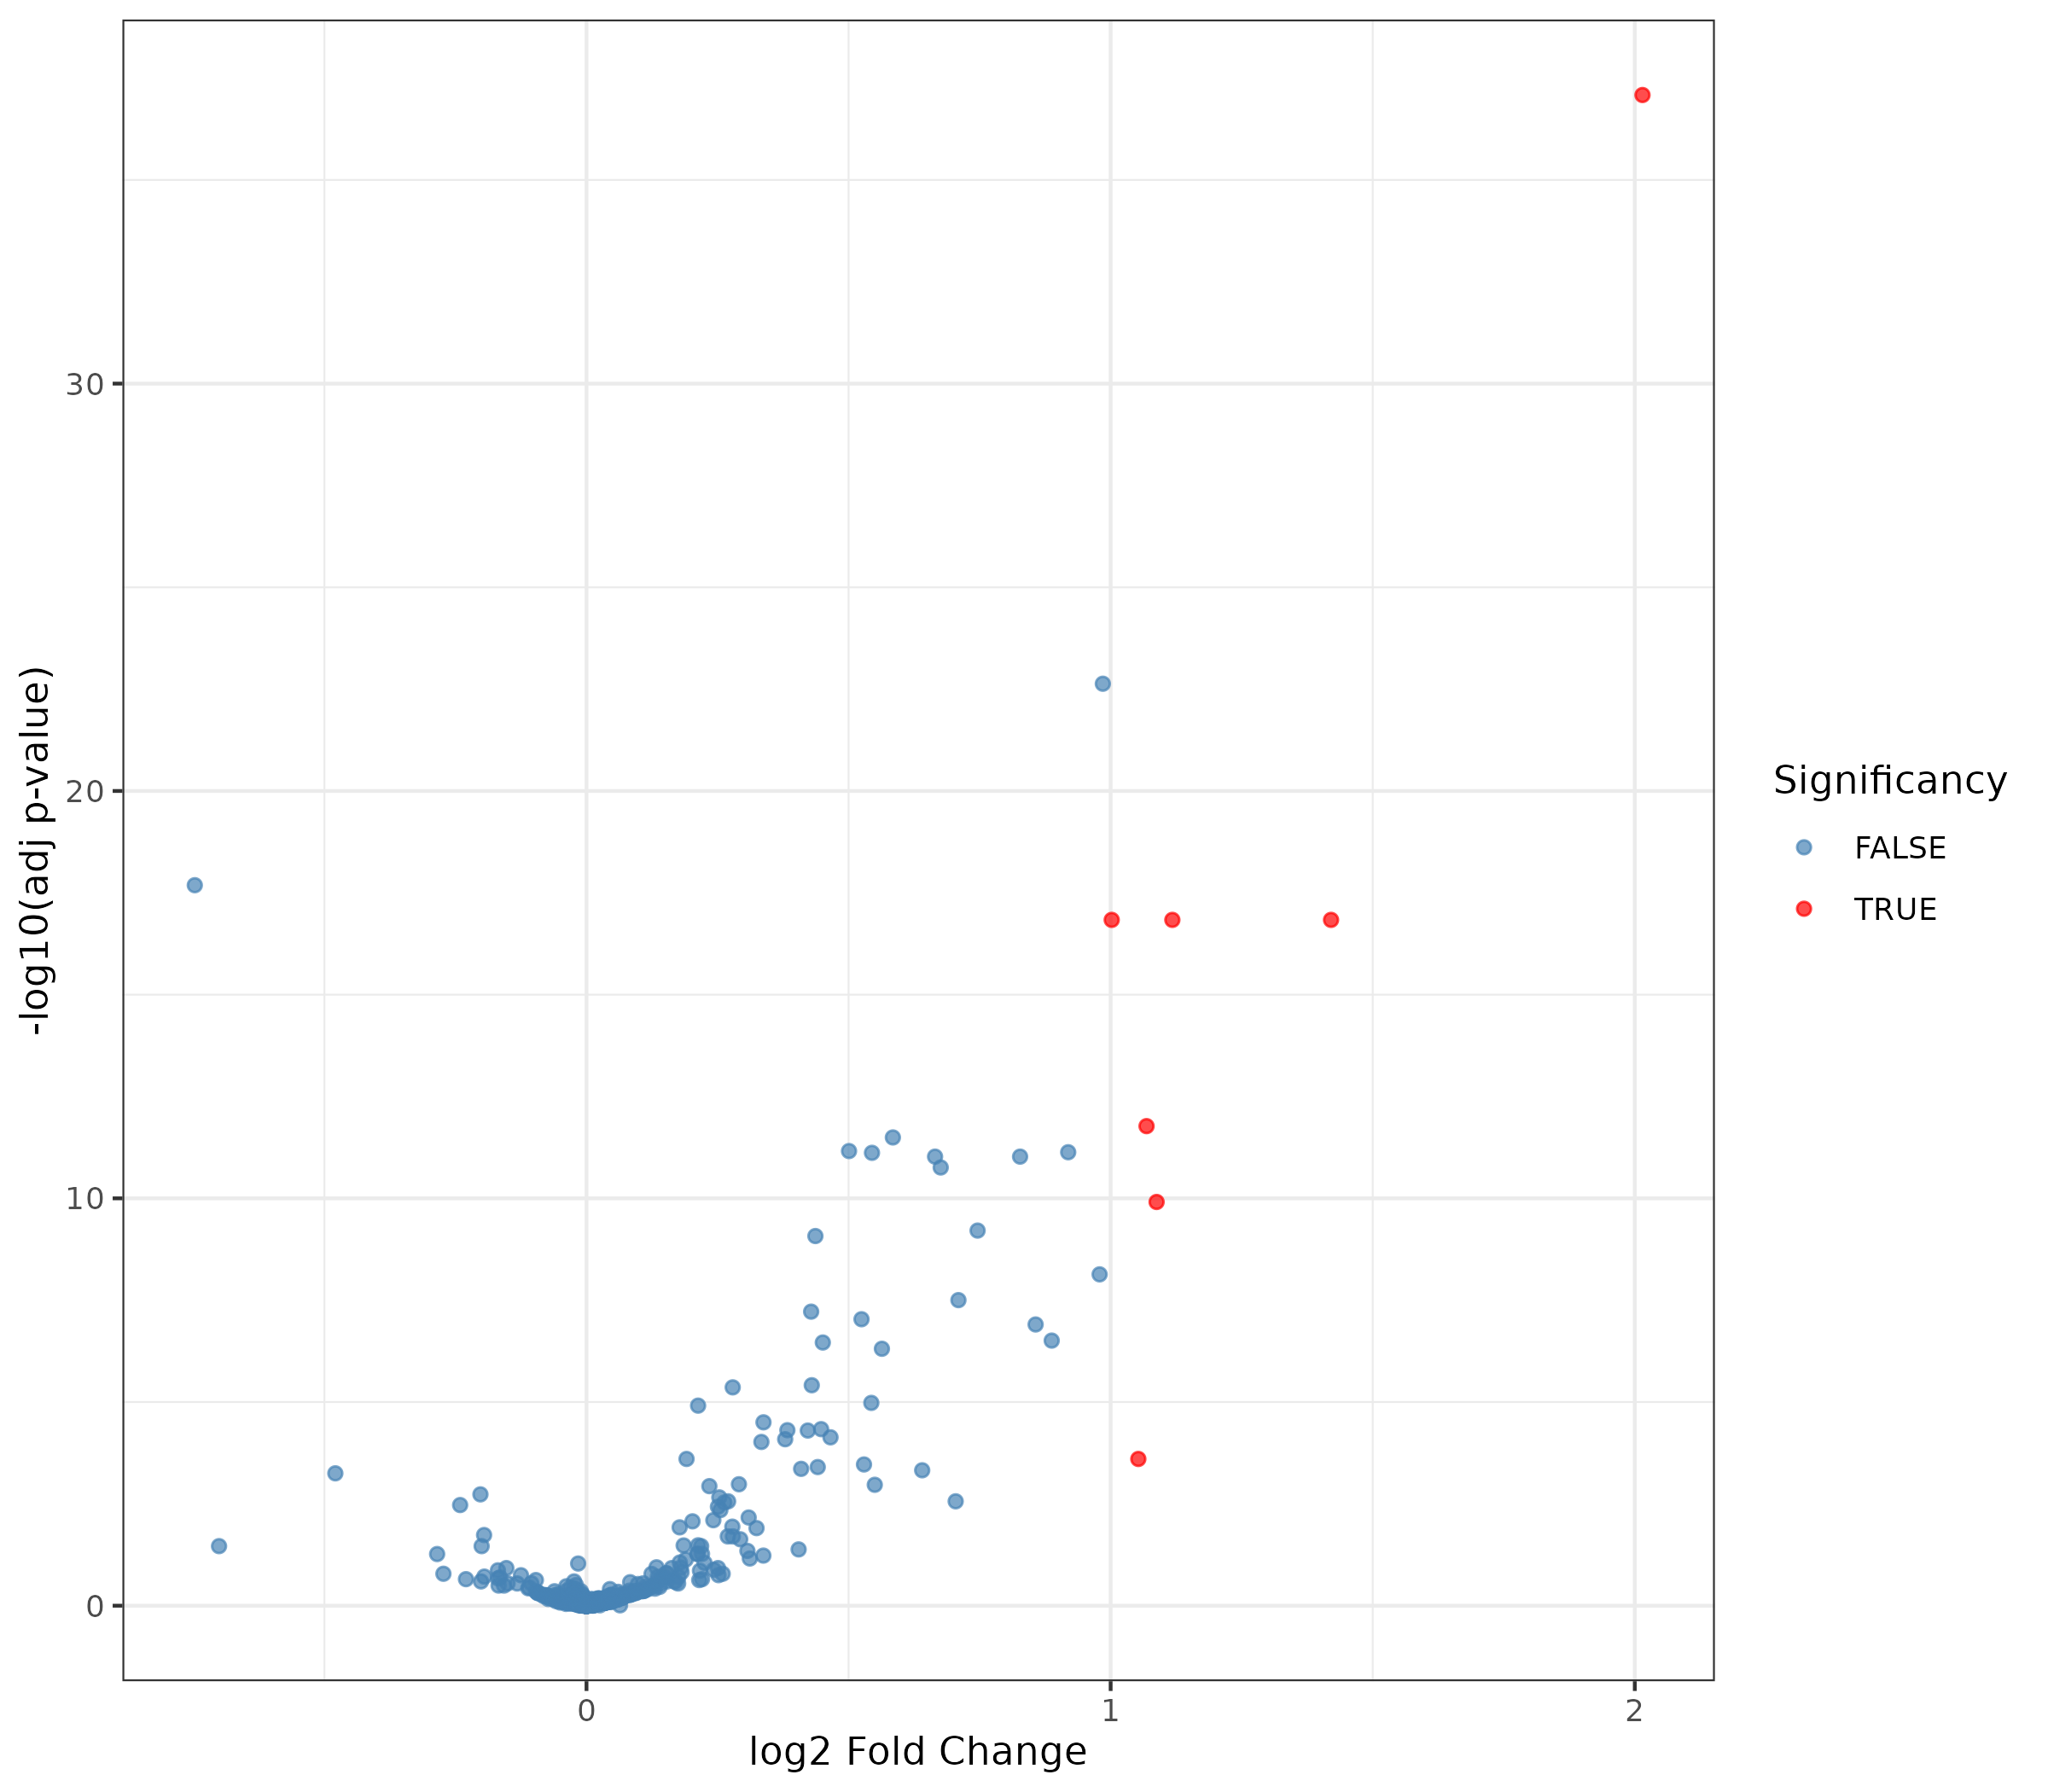 30
20
10
0
-log10(adj p-value)
0 1 2
log2 Fold Change
Significancy
FALSE
TRUE